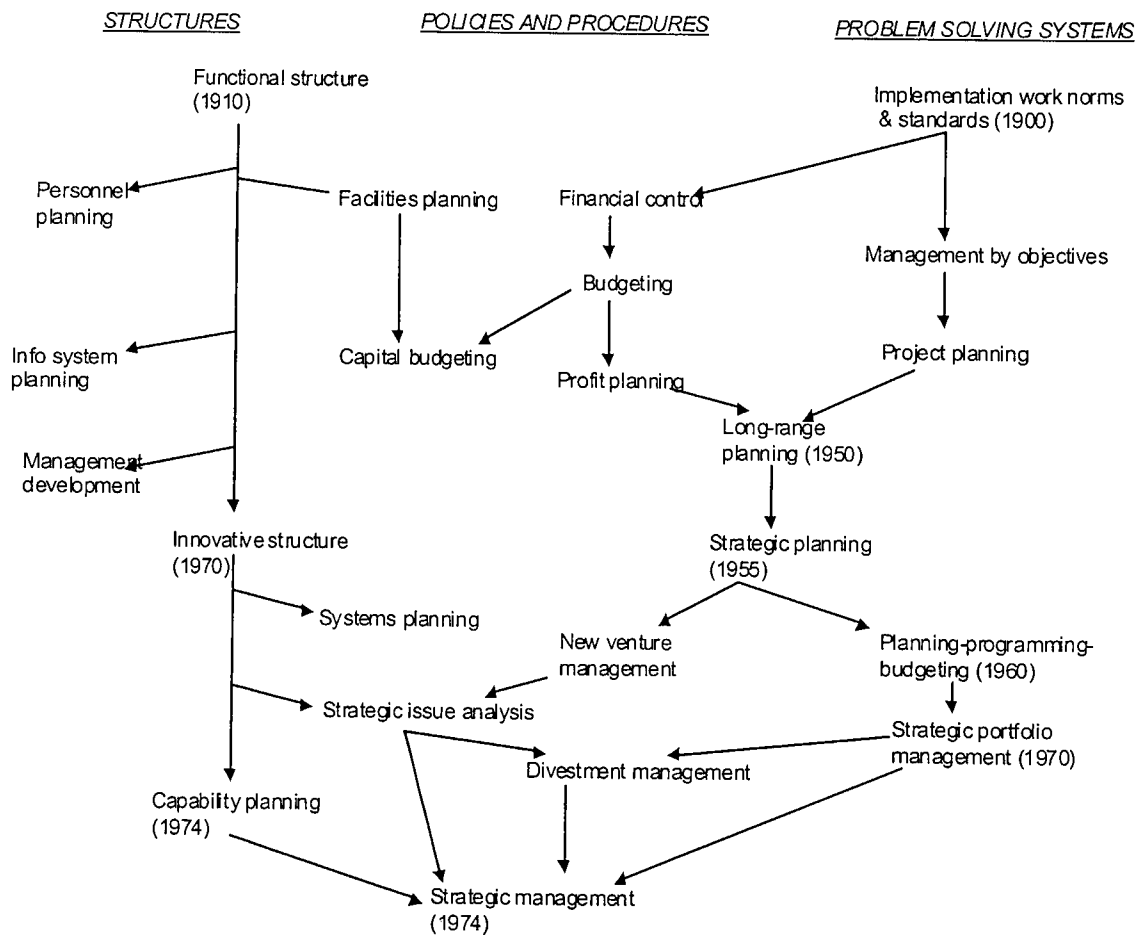 STRUCTURES
POLICIES AND PROCEDURES
PROBLEM SOLVING SYSTEMS
Functional structure
(1910)
Implementation work norms
& standards (1900)
Personnel
planning
Facilities planning
Financial control
Management by objectives
Budgeting
Info system
planning
Capital budgeting
Project planning
Profit planning
Long-range
planning (1950)
Management
development
Innovative structure
(1970)
Strategic planning
(1955)
Systems planning
New venture
management
Planning-programming-
budgeting (1960)
Strategic issue analysis
Strategic portfolio
management (1970)
Divestment management
Capability planning
(1974)
Strategic management
(1974)